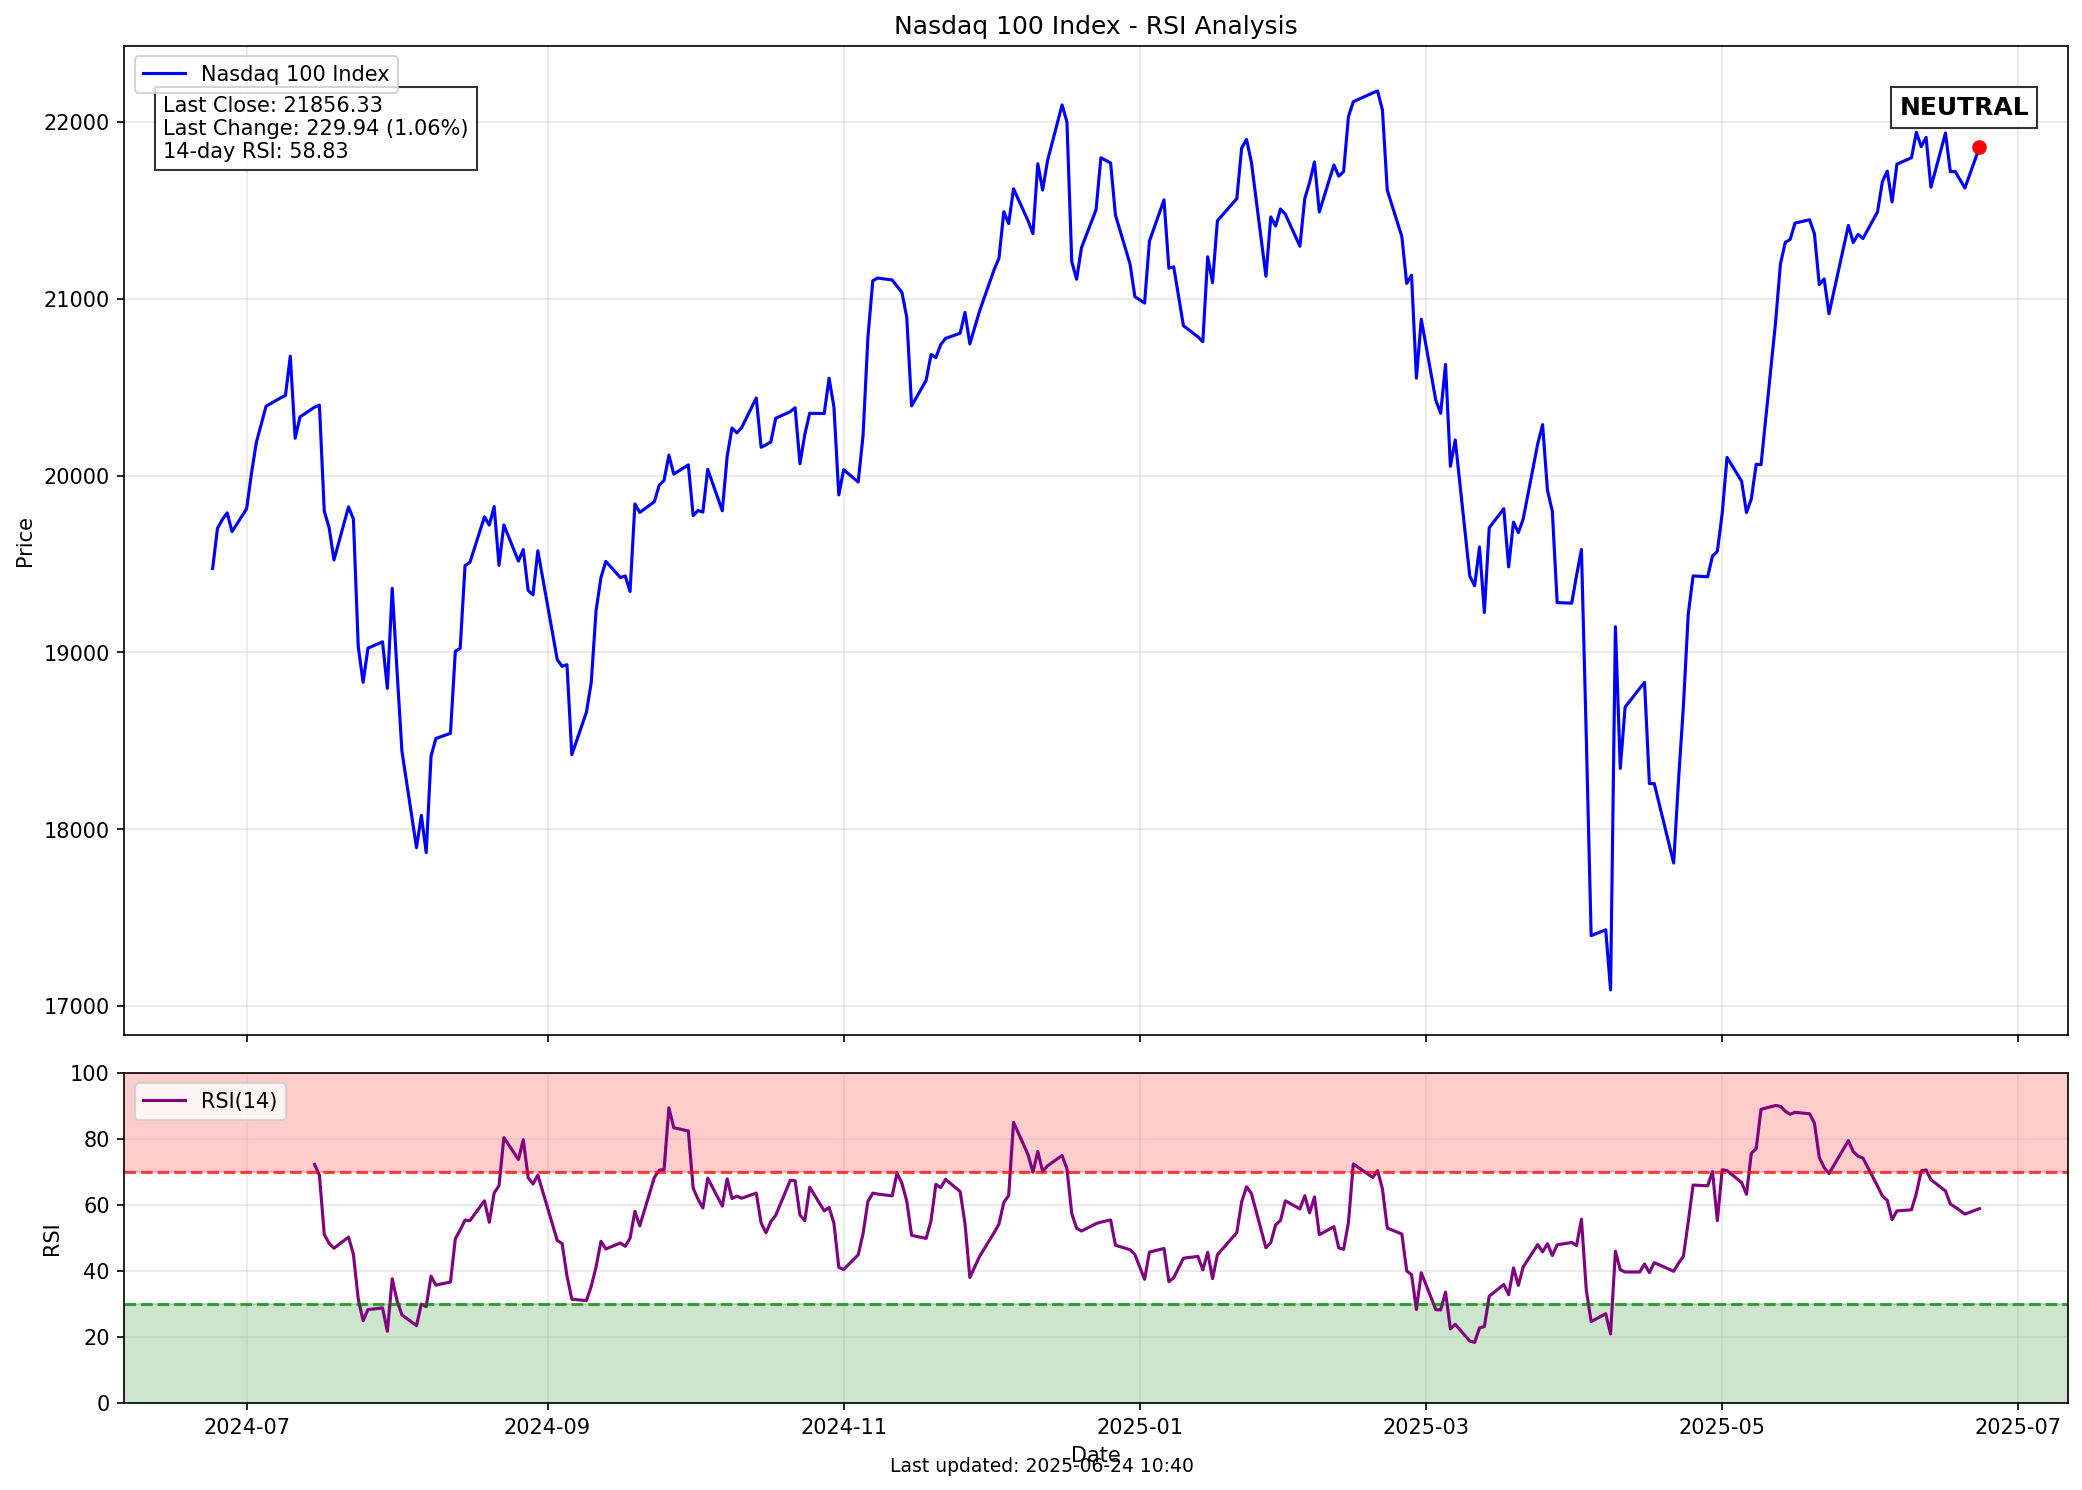 Nasdaq 100 Index - RSI Analysis
Nasdaq 100 Index
Last Close: 21856.33
Last Change: 229.94 (1.06%)
14-day RSI: 58.83
NEUTRAL
22000
21000
20000
19000
18000
17000
Price
100
80
60
40
20
0
RSI
RSI(14)
2024-07 2024-09 2024-11 2025-01 2025-03 2025-05 2025-07
Date
Last updated: 2025-06-24 10:40